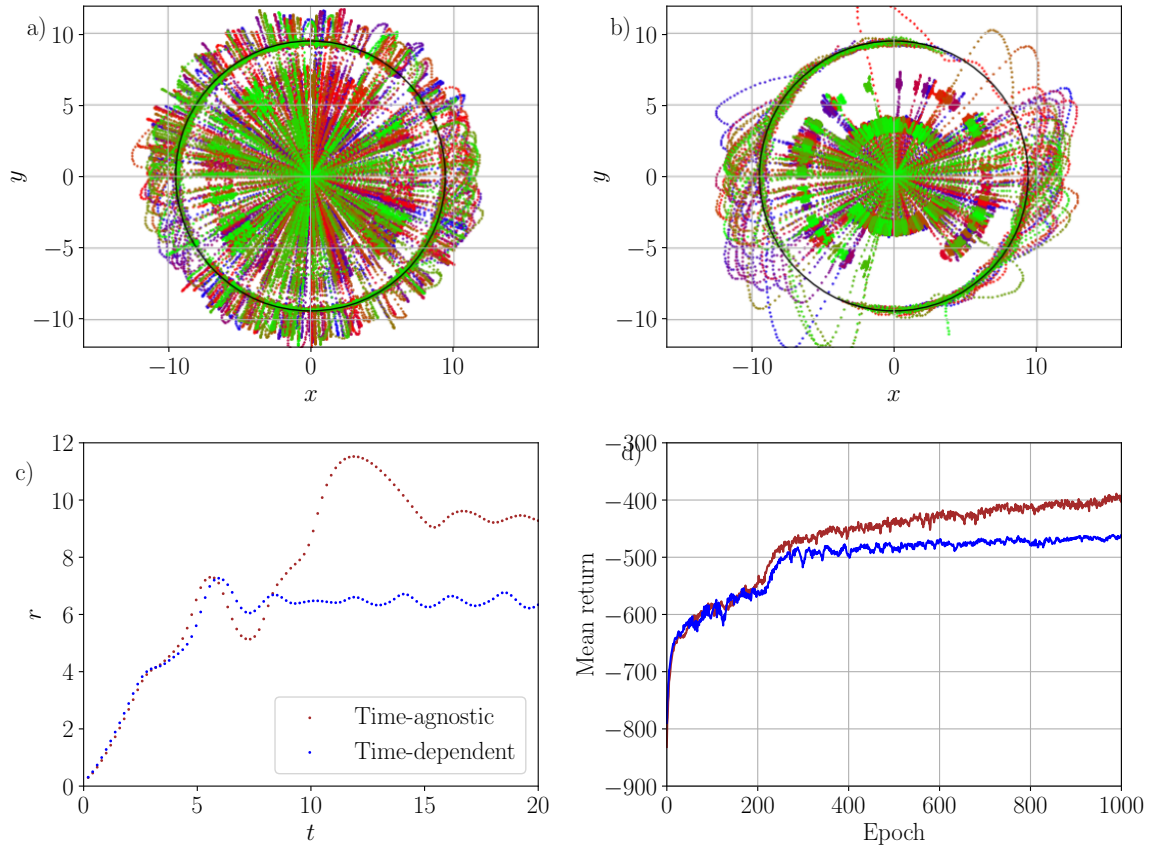 a)
10
5
0
−5
−10
y
−10
0
10
x
b)
10
5
0
−5
−10
y
−10
0
10
x
c)
12
10
8
6
4
2
0
r
0
5
10
15
20
t
Time-agnostic
Time-dependent
d)
−300
−400
−500
−600
−700
−800
−900
Mean return
0
200
400
600
800
1000
Epoch